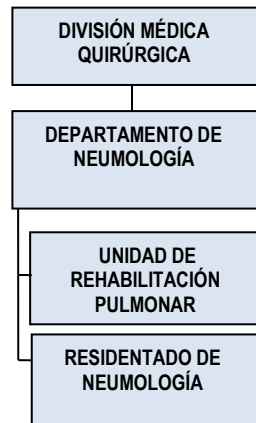 DIVISIÓN MÉDICA
QUIRÚRGICA
DEPARTAMENTO DE
NEUMOLOGÍA
UNIDAD DE
REHABILITACIÓN
PULMONAR
RESIDENTADO DE
NEUMOLOGÍA